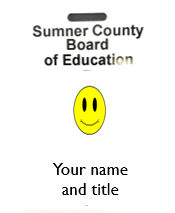 Sumner County
Board
of Education
Your name
and title